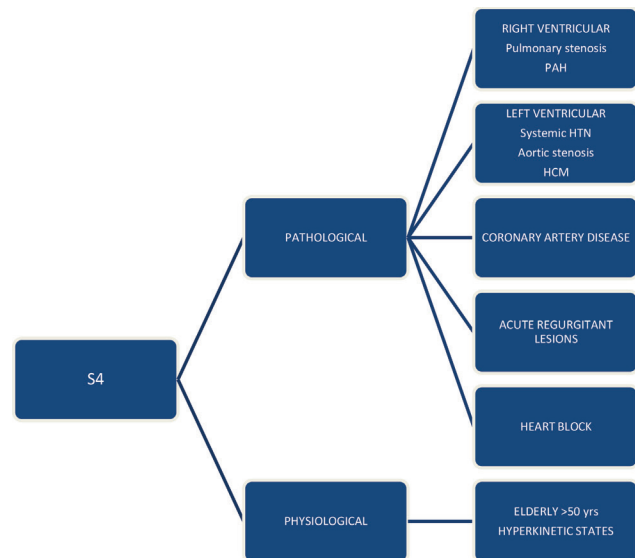 S4
PATHOLOGICAL
RIGHT VENTRICULAR
Pulmonary stenosis
PAH
LEFT VENTRICULAR
Systemic HTN
Aortic stenosis
HCM
CORONARY ARTERY DISEASE
ACUTE REGURGITANT
LESIONS
HEART BLOCK
PHYSIOLOGICAL
ELDERLY >50 yrs
HYPERKINETIC STATES